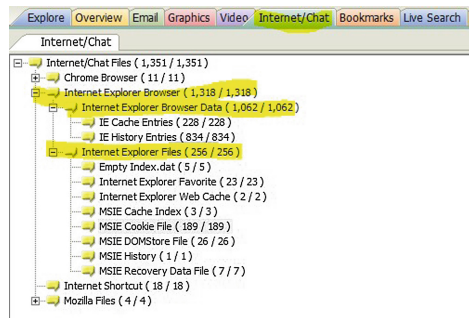 Explore Overview Email Graphics Video Internet/Chat Bookmarks Live Search
Internet/Chat
Internet/Chat Files ( 1,351 / 1,351 )
Chrome Browser ( 11 / 11 )
Internet Explorer Browser ( 1,318 / 1,318 )
Internet Explorer Browser Data ( 1,062 / 1,062 )
IE Cache Entries ( 228 / 228 )
IE History Entries ( 834 / 834 )
Internet Explorer Files ( 256 / 256 )
Empty Index.dat ( 5 / 5 )
Internet Explorer Favorite ( 23 / 23 )
Internet Explorer Web Cache ( 2 / 2 )
MSIE Cache Index ( 3 / 3 )
MSIE Cookie File ( 189 / 189 )
MSIE DOMStore File ( 26 / 26 )
MSIE History ( 1 / 1 )
MSIE Recovery Data File ( 7 / 7 )
Internet Shortcut ( 18 / 18 )
Mozilla Files ( 4 / 4 )